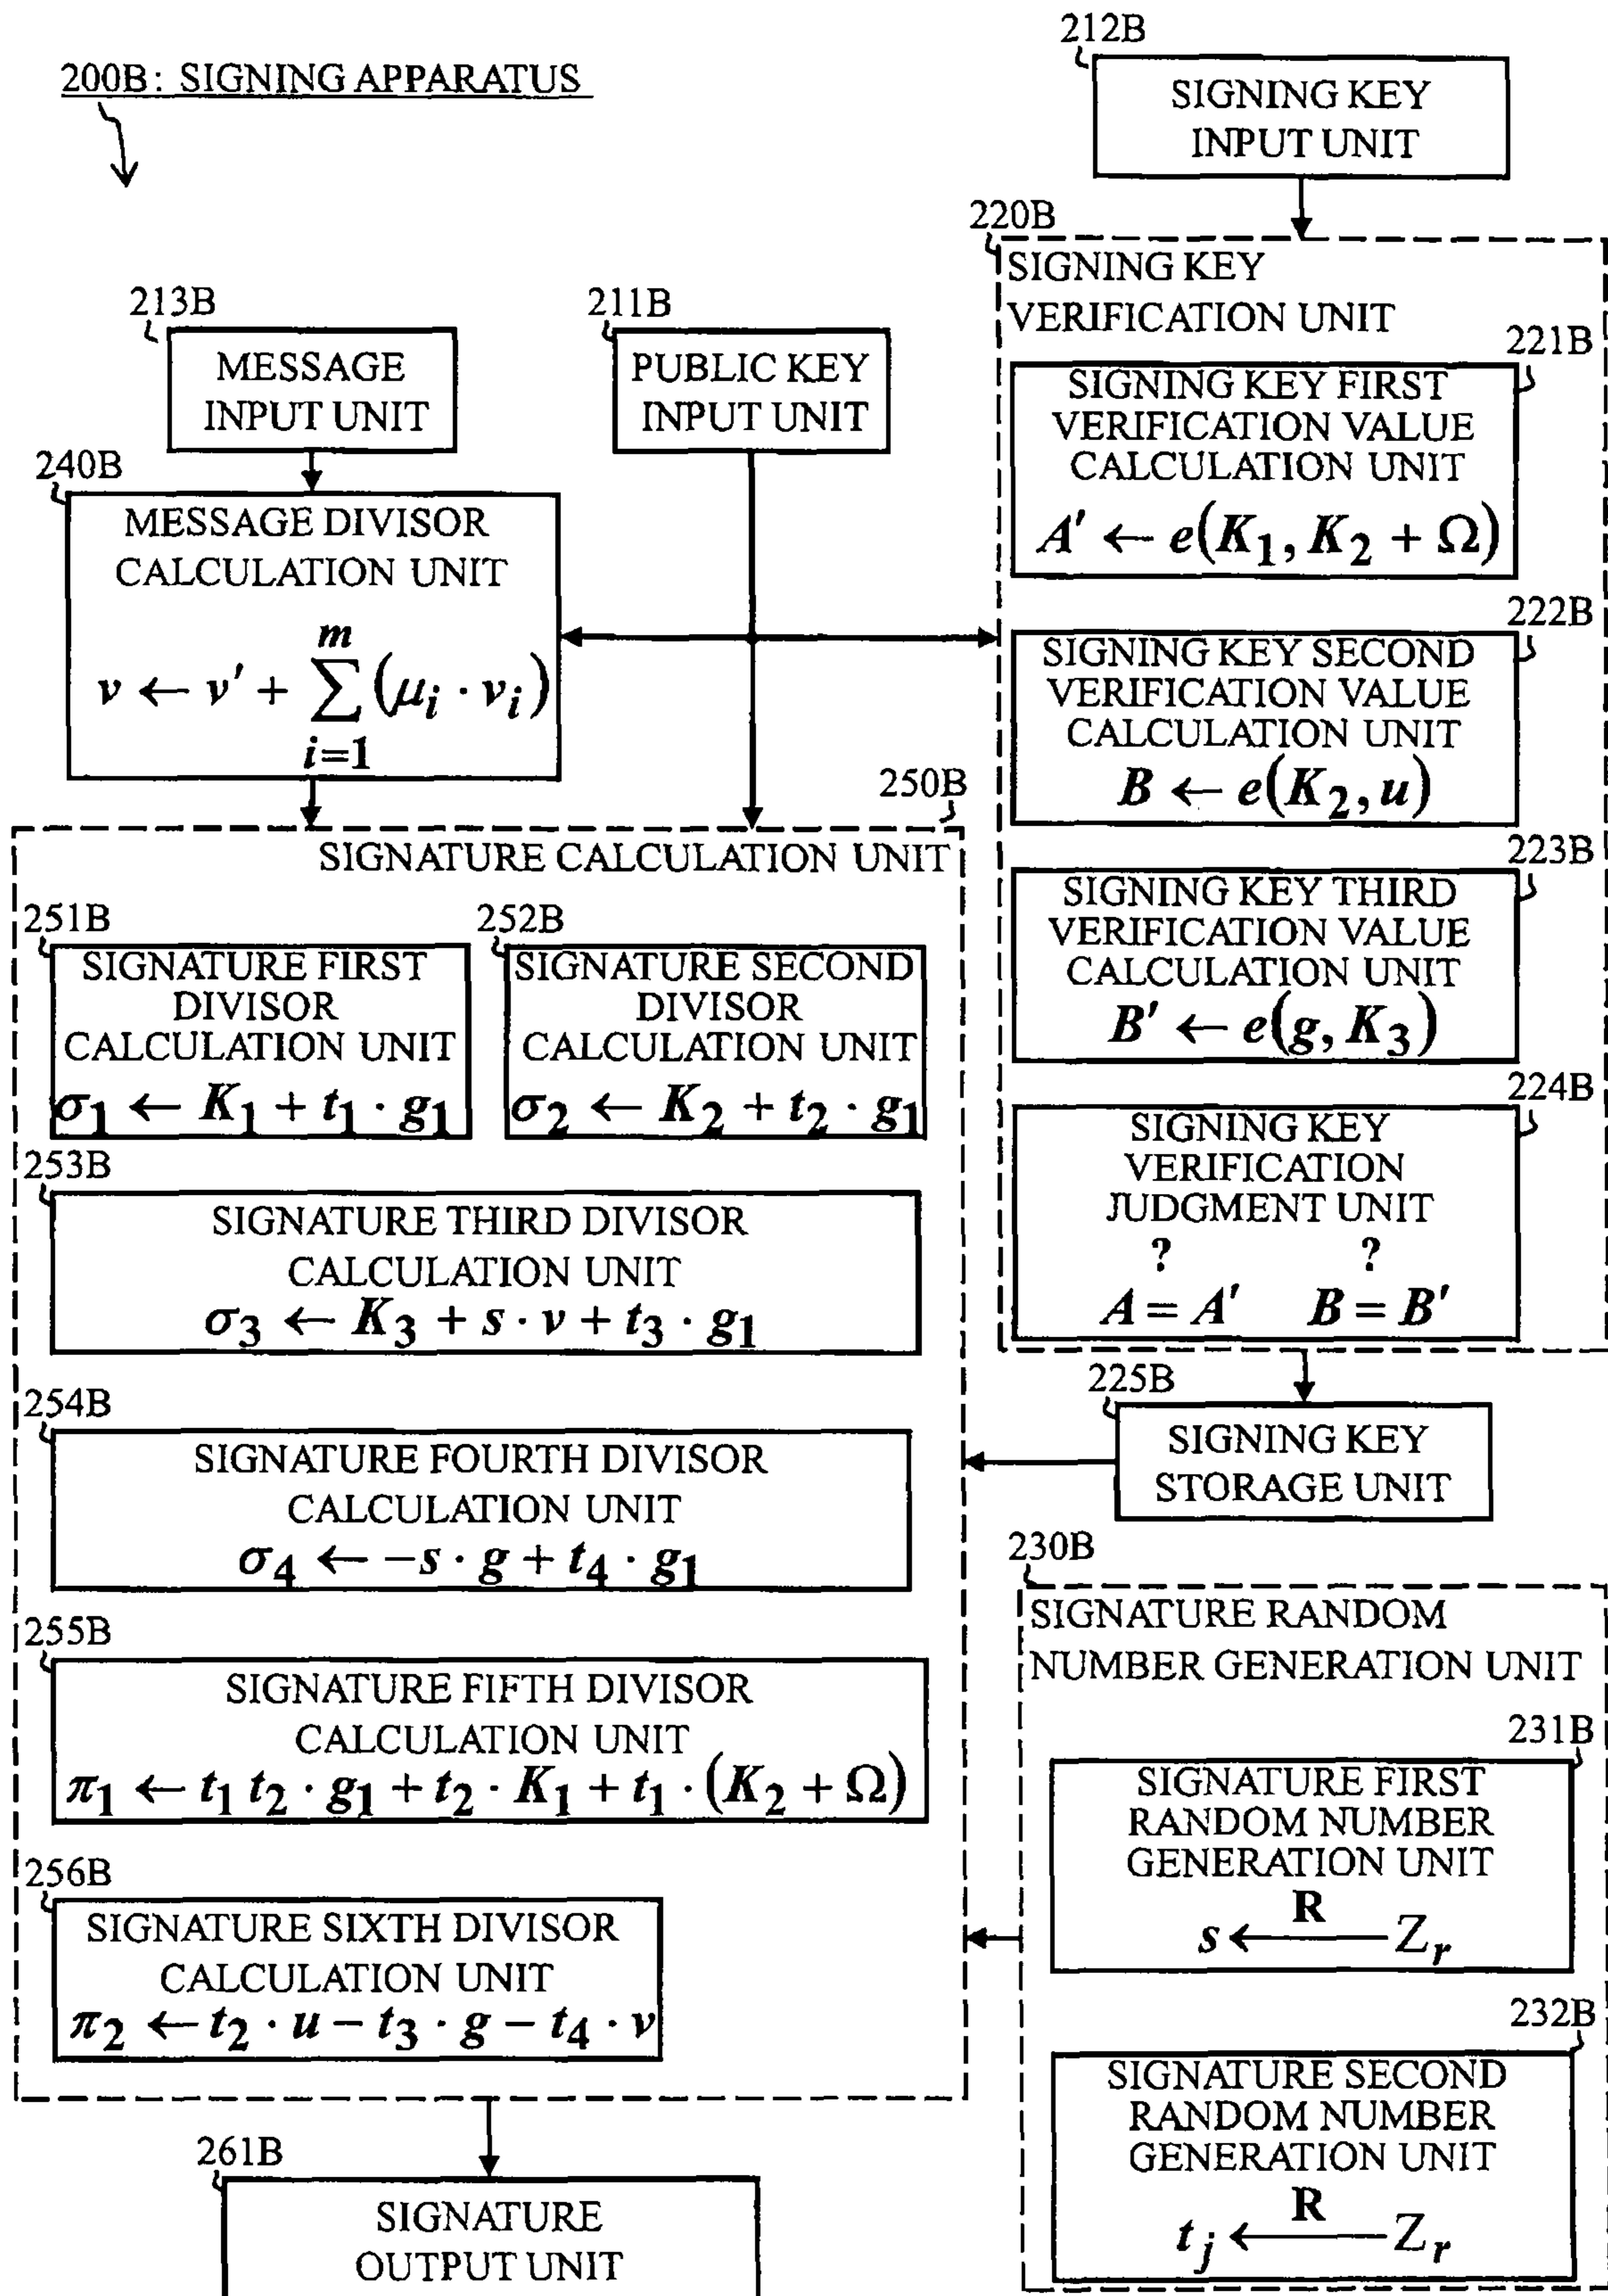 200B: SIGNING APPARATUS
212B
SIGNING KEY
INPUT UNIT
213B
MESSAGE
INPUT UNIT
211B
PUBLIC KEY
INPUT UNIT
220B
SIGNING KEY
VERIFICATION UNIT
221B
SIGNING KEY FIRST
VERIFICATION VALUE
CALCULATION UNIT
A′ ← e(K₁, K₂ + Ω)
240B
MESSAGE DIVISOR
CALCULATION UNIT
m
v ← v′ + ∑ (μᵢ · vᵢ)
i=1
222B
SIGNING KEY SECOND
VERIFICATION VALUE
CALCULATION UNIT
B ← e(K₂, u)
223B
SIGNING KEY THIRD
VERIFICATION VALUE
CALCULATION UNIT
B′ ← e(g, K₃)
224B
SIGNING KEY
VERIFICATION
JUDGMENT UNIT
? ?
A = A′ B = B′
225B
SIGNING KEY
STORAGE UNIT
250B
SIGNATURE CALCULATION UNIT
251B
SIGNATURE FIRST
DIVISOR
CALCULATION UNIT
σ₁ ← K₁ + t₁ · g₁
252B
SIGNATURE SECOND
DIVISOR
CALCULATION UNIT
σ₂ ← K₂ + t₂ · g₁
253B
SIGNATURE THIRD DIVISOR
CALCULATION UNIT
σ₃ ← K₃ + s · v + t₃ · g₁
254B
SIGNATURE FOURTH DIVISOR
CALCULATION UNIT
σ₄ ← −s · g + t₄ · g₁
255B
SIGNATURE FIFTH DIVISOR
CALCULATION UNIT
π₁ ← t₁ t₂ · g₁ + t₂ · K₁ + t₁ · (K₂ + Ω)
256B
SIGNATURE SIXTH DIVISOR
CALCULATION UNIT
π₂ ← t₂ · u − t₃ · g − t₄ · v
230B
SIGNATURE RANDOM
NUMBER GENERATION UNIT
231B
SIGNATURE FIRST
RANDOM NUMBER
GENERATION UNIT
R
s ← Zᵣ
232B
SIGNATURE SECOND
RANDOM NUMBER
GENERATION UNIT
R
tⱼ ← Zᵣ
261B
SIGNATURE
OUTPUT UNIT